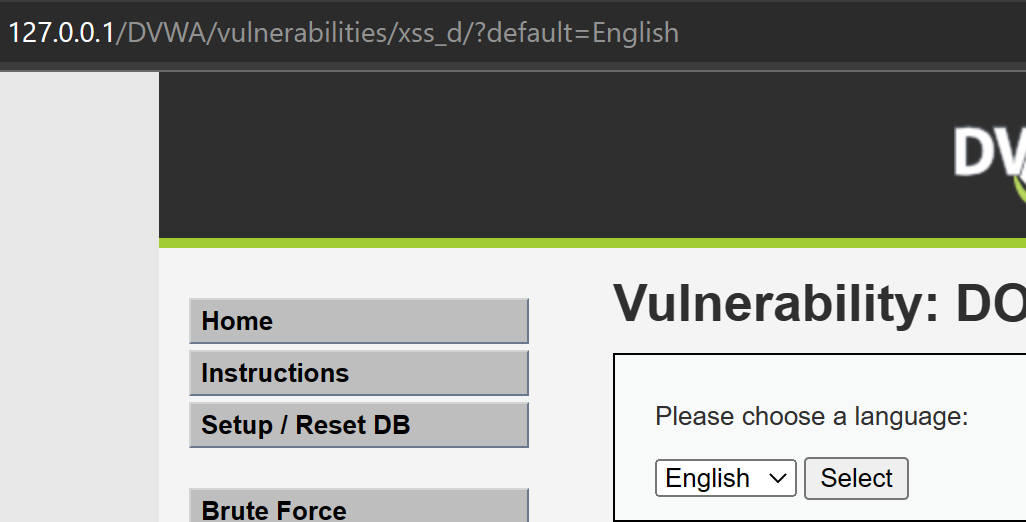 127.0.0.1/DVWA/vulnerabilities/xss_d/?default=English
DV
Home
Instructions
Setup / Reset DB
Brute Force
Vulnerability: DO
Please choose a language:
English
Select